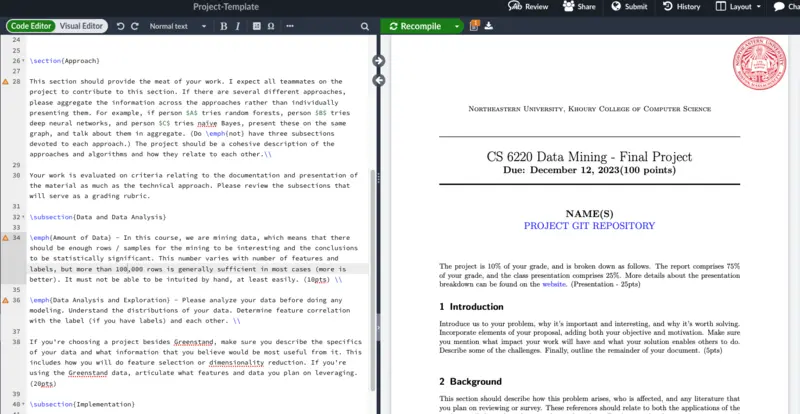 Project-Template
Review
Share
Submit
History
Layout
Code Editor
Visual Editor
Normal text
B I
Ω
Recompile
24
25
26 \section{Approach}
27
28 This section should provide the meat of your work. I expect all teammates on the
project to contribute to this section. If there are several different approaches,
please aggregate the information across the approaches rather than individually
presenting them. For example, if person $A$ tries random forests, person $B$ tries
deep neural networks, and person $C$ tries naïve Bayes, present these on the same
graph, and talk about them in aggregate. (Do \emph{not} have three subsections
devoted to each approach.) The project should be a cohesive description of the
approaches and algorithms and how they relate to each other.\\
29
30 Your work is evaluated on criteria relating to the documentation and presentation of
the material as much as the technical approach. Please review the subsections that
will serve as a grading rubric.
31
32 \subsection{Data and Data Analysis}
33
34 \emph{Amount of Data} - In this course, we are mining data, which means that there
should be enough rows / samples for the mining to be interesting and the conclusions
to be statistically significant. This number varies with number of features and
labels, but more than 100,000 rows is generally sufficient in most cases (more is
better). It must not be able to be intuited by hand, at least easily. (10pts) \\
35
36 \emph{Data Analysis and Exploration} - Please analyze your data before doing any
modeling. Understand the distributions of your data. Determine feature correlation
with the label (if you have labels) and each other. \\
37
38 If you're choosing a project besides Greenstand, make sure you describe the specifics
of your data and what information that you believe would be most useful from it. This
includes how you will do feature selection or dimensionality reduction. If you're
using the Greenstand data, articulate what features and data you plan on leveraging.
(20pts)
39
40 \subsection{Implementation}
Northeastern University, Khoury College of Computer Science
CS 6220 Data Mining - Final Project
Due: December 12, 2023(100 points)
NAME(S)
PROJECT GIT REPOSITORY
The project is 10% of your grade, and is broken down as follows. The report comprises 75%
of your grade, and the class presentation comprises 25%. More details about the presentation
breakdown can be found on the website. (Presentation - 25pts)
1 Introduction
Introduce us to your problem, why it's important and interesting, and why it's worth solving.
Incorporate elements of your proposal, adding both your objective and motivation. Make sure
you mention what impact your work will have and what your solution enables others to do.
Describe some of the challenges. Finally, outline the remainder of your document. (5pts)
2 Background
This section should describe how this problem arises, who is affected, and any literature that
you plan on reviewing or survey. These references should relate to both the applications of the